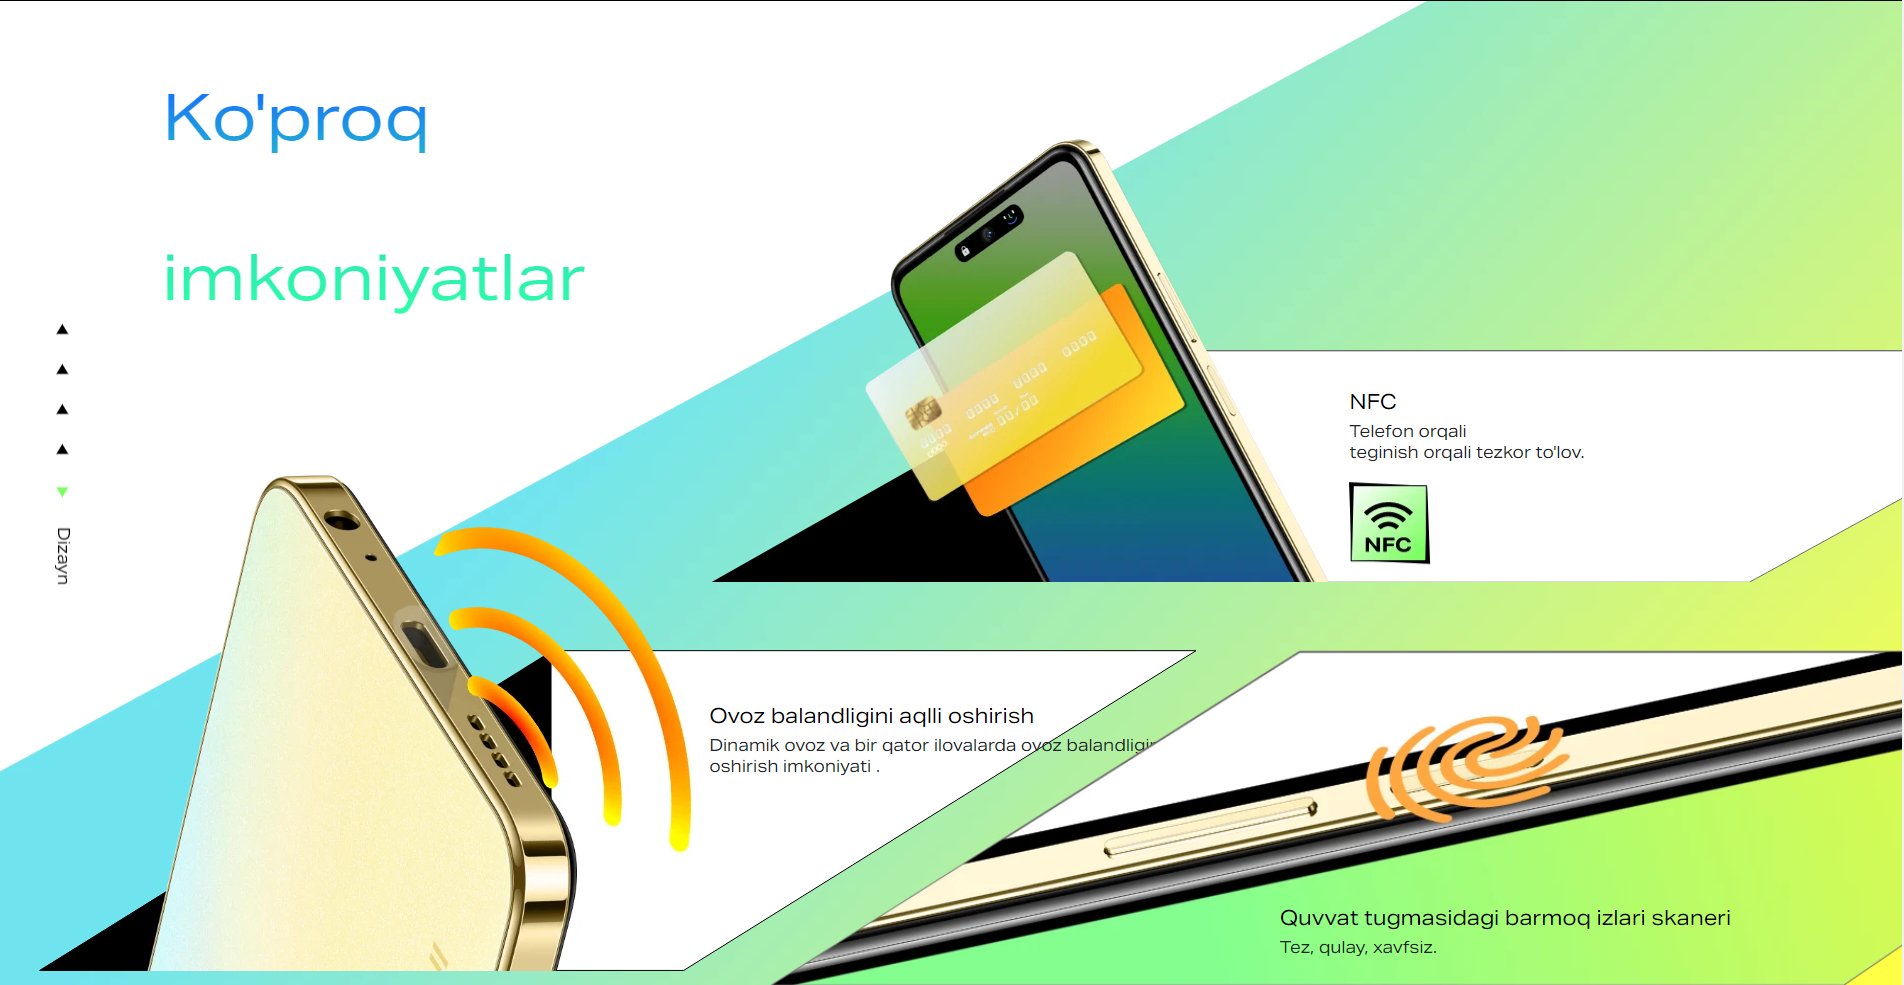 Ko'proq
imkoniyatlar
Dizayn
NFC
Telefon orqali
teginish orqali tezkor to'lov.
NFC
Ovoz balandligini aqlli oshirish
Dinamik ovoz va bir qator ilovalarda ovoz
oshirish imkoniyati .
Quvvat tugmasidagi barmoq izlari skaneri
Tez, qulay, xavfsiz.